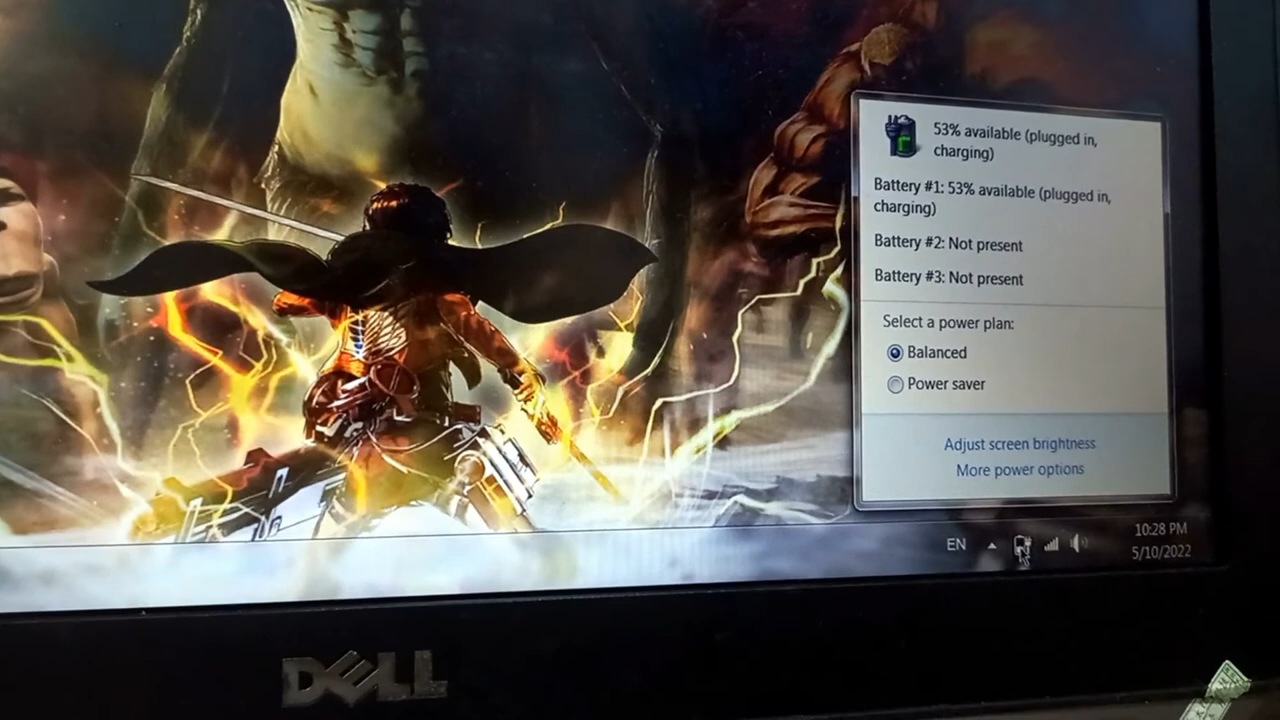 53% available (plugged in,
charging)
Battery #1: 53% available (plugged in,
charging)
Battery #2: Not present
Battery #3: Not present
Select a power plan:
Balanced
Power saver
Adjust screen brightness
More power options
EN
10:28 PM
5/10/2022
DELL